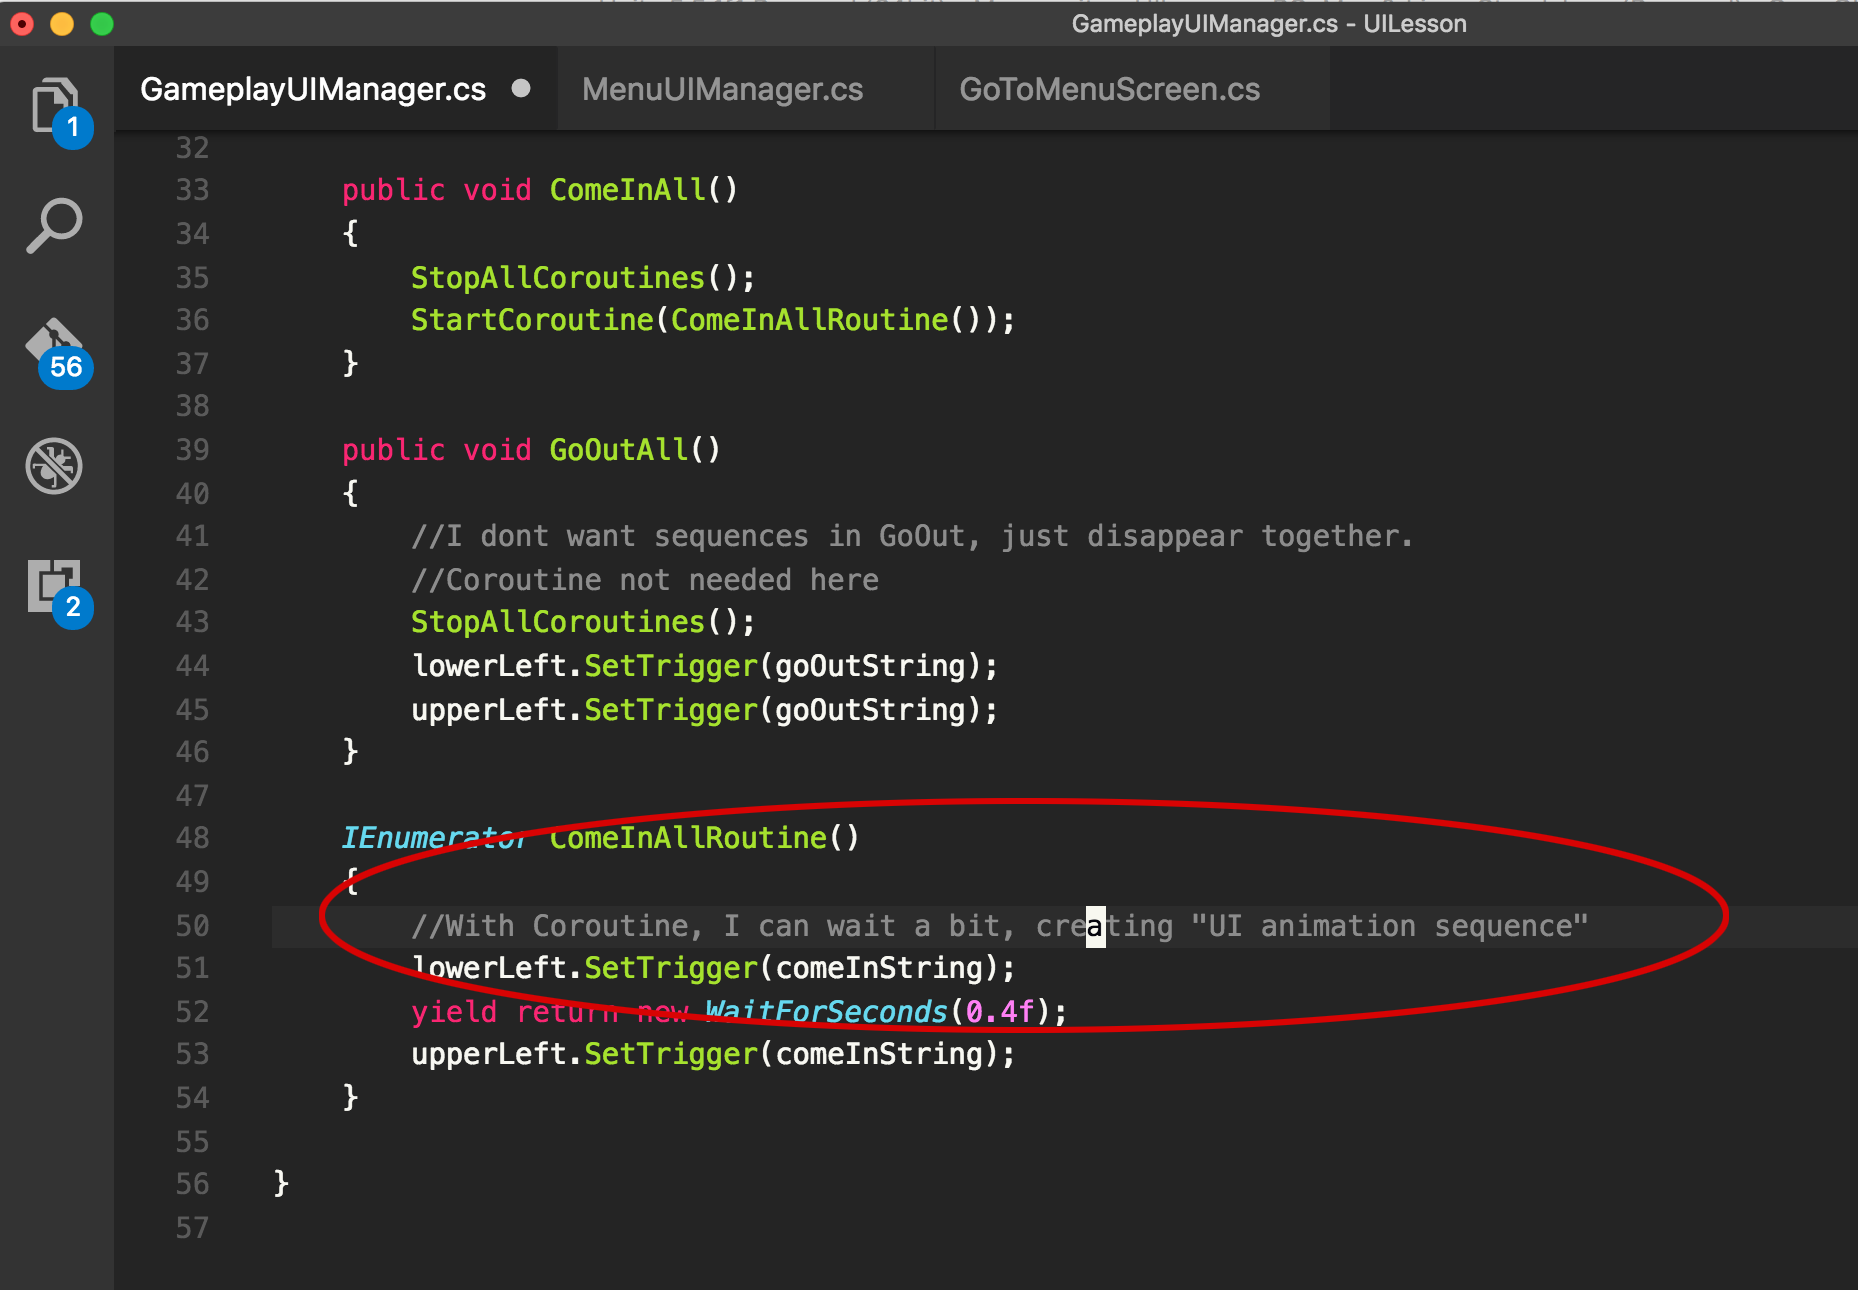 GameplayUIManager.cs - UILesson
GameplayUIManager.cs MenuUIManager.cs GoToMenuScreen.cs
1
56
2
32
33 public void ComeInAll()
34 {
35 StopAllCoroutines();
36 StartCoroutine(ComeInAllRoutine());
37 }
38
39 public void GoOutAll()
40 {
41 //I dont want sequences in GoOut, just disappear together.
42 //Coroutine not needed here
43 StopAllCoroutines();
44 lowerLeft.SetTrigger(goOutString);
45 upperLeft.SetTrigger(goOutString);
46 }
47
48 IEnumerator ComeInAllRoutine()
49 {
50 //With Coroutine, I can wait a bit, creating "UI animation sequence"
51 lowerLeft.SetTrigger(comeInString);
52 yield return new WaitForSeconds(0.4f);
53 upperLeft.SetTrigger(comeInString);
54 }
55
56 }
57